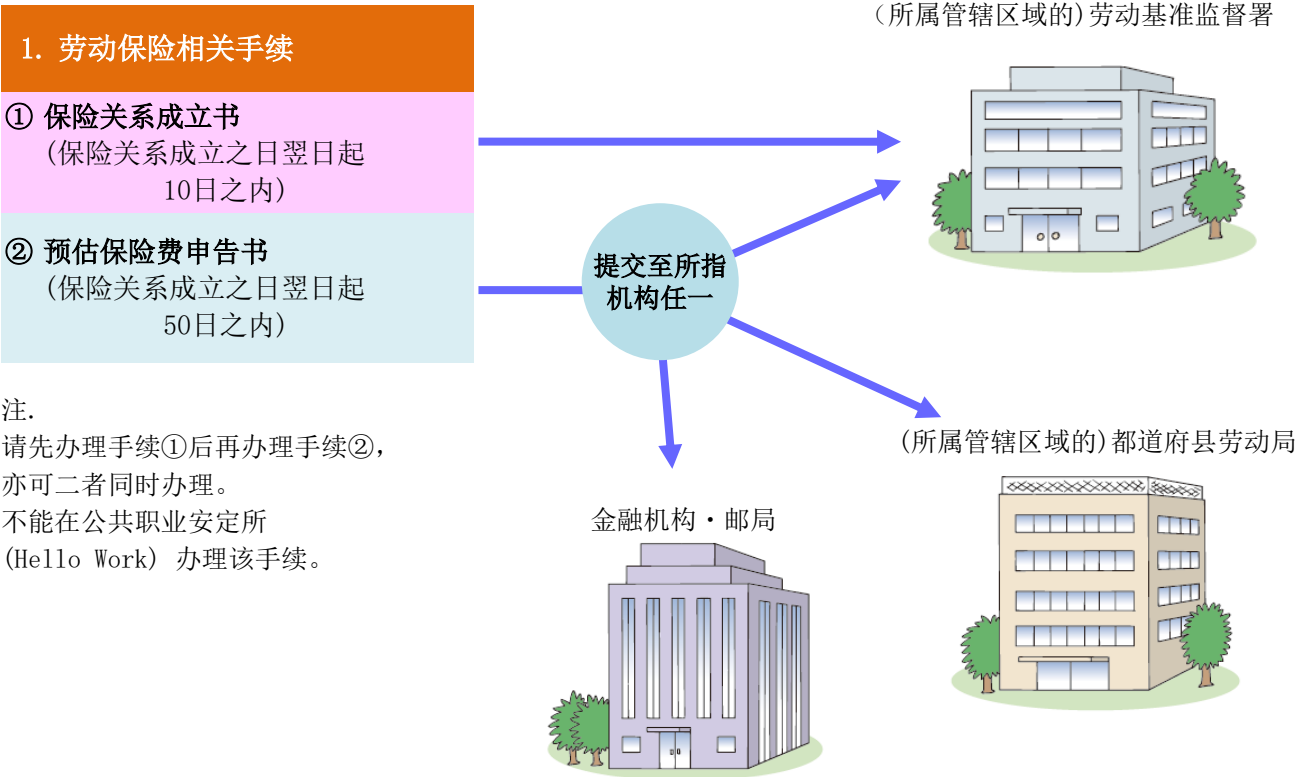 1. 劳动保险相关手续
① 保险关系成立书
(保险关系成立之日翌日起
10日之内)
② 预估保险费申告书
(保险关系成立之日翌日起
50日之内)
注.
请先办理手续①后再办理手续②，
亦可二者同时办理。
不能在公共职业安定所
(Hello Work) 办理该手续。
提交至所指
机构任一
（所属管辖区域的)劳动基准监督署
(所属管辖区域的)都道府县劳动局
金融机构・邮局